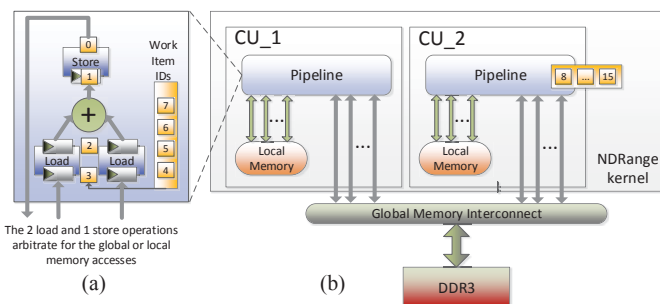 (a)
0
Store
1
+
2
Load
Load
3
Work
Item
IDs
7
6
5
4
The 2 load and 1 store operations
arbitrate for the global or local
memory accesses
(a)
(b)
CU_1
Pipeline
...
...
Local
Memory
CU_2
Pipeline
8 ... 15
...
...
Local
Memory
NDRange
kernel
Global Memory Interconnect
DDR3